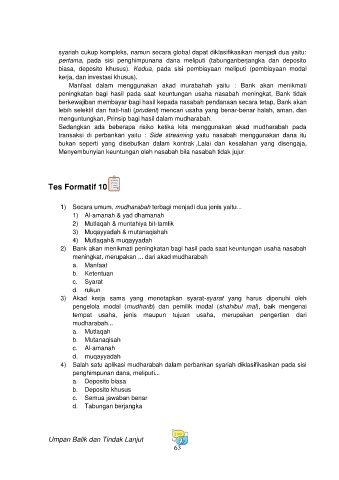 syariah cukup kompleks, namun secara global dapat diklasifikasikan menjadi dua yaitu:
pertama, pada sisi penghimpunana dana meliputi (tabunganberjangka dan deposito
biasa, deposito khusus). Kedua, pada sisi pembiayaan meliputi (pembiayaan modal
kerja, dan investasi khusus).
Manfaat dalam menggunakan akad murabahah yaitu : Bank akan menikmati
peningkatan bagi hasil pada saat keuntungan usaha nasabah meningkat, Bank tidak
berkewajiban membayar bagi hasil kepada nasabah pendanaan secara tetap, Bank akan
lebih selektif dan hati-hati (prudent) mencari usaha yang benar-benar halah, aman, dan
menguntungkan, Prinsip bagi hasil dalam mudharabah.
Sedangkan ada beberapa risiko ketika kita menggunakan akad mudharabah pada
transaksi di perbankan yaitu : Side streaming yaitu nasabah menggunakan dana itu
bukan seperti yang disebutkan dalam kontrak ,Lalai dan kesalahan yang disengaja,
Menyembunyian keuntungan oleh nasabah bila nasabah tidak jujur.
Tes Formatif 10
1) Secara umum, mudharabah terbagi menjadi dua jenis yaitu...
1) Al-amanah & yad dhamanah
2) Mutlaqah & muntahiya bil-tamlik
3) Muqayyadah & mutanaqishah
4) Mutlaqah& muqayyadah
2) Bank akan menikmati peningkatan bagi hasil pada saat keuntungan usaha nasabah
meningkat, merupakan ... dari akad mudharabah
a. Manfaat
b. Ketentuan
c. Syarat
d. rukun
3) Akad kerja sama yang menetapkan syarat-syarat yang harus dipenuhi oleh
pengelola modal (mudharib) dan pemilik modal (shahibul mal), baik mengenai
tempat usaha, jenis maupun tujuan usaha, merupakan pengertian dari
mudharabah...
a. Mutlaqah
b. Mutanaqisah
c. Al-amanah
d. muqayyadah
4) Salah satu aplikasi mudharabah dalam perbankan syariah diklasifikasikan pada sisi
penghimpunan dana, meliputi...
a. Deposito biasa
b. Deposito khusus
c. Semua jawaban benar
d. Tabungan berjangka
Umpan Balik dan Tindak Lanjut
63